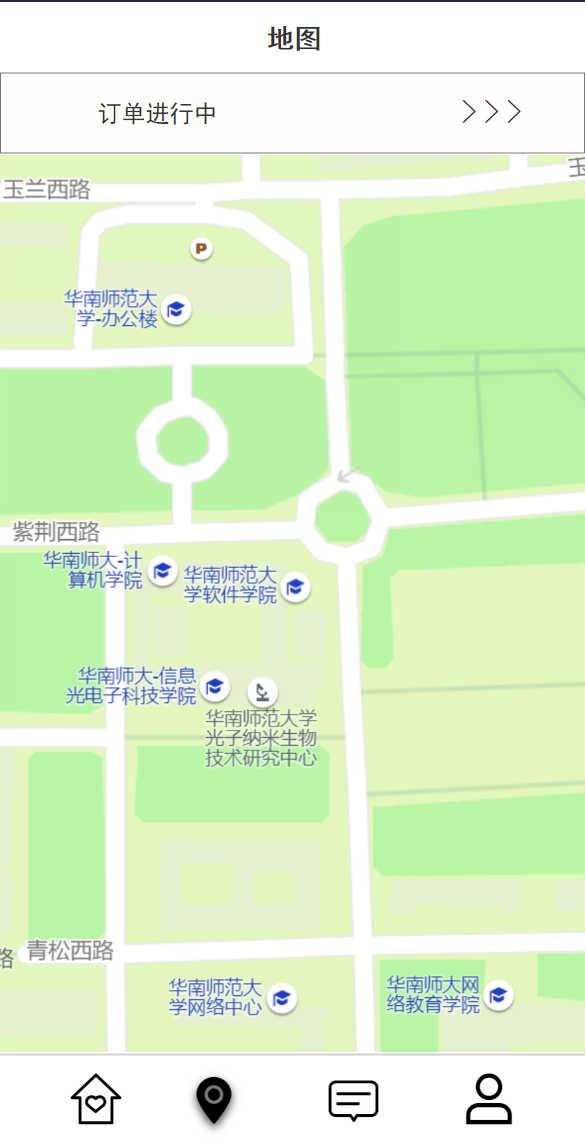 地图
订单进行中
玉
玉兰西路
P
华南师范大
学-办公楼
紫荆西路
华南师大-计
算机学院
华南师范大
学软件学院
华南师大-信息
光电子科技学院
华南师范大学
光子纳米生物
技术研究中心
路
青松西路
华南师范大
学网络中心
华南师大网
络教育学院